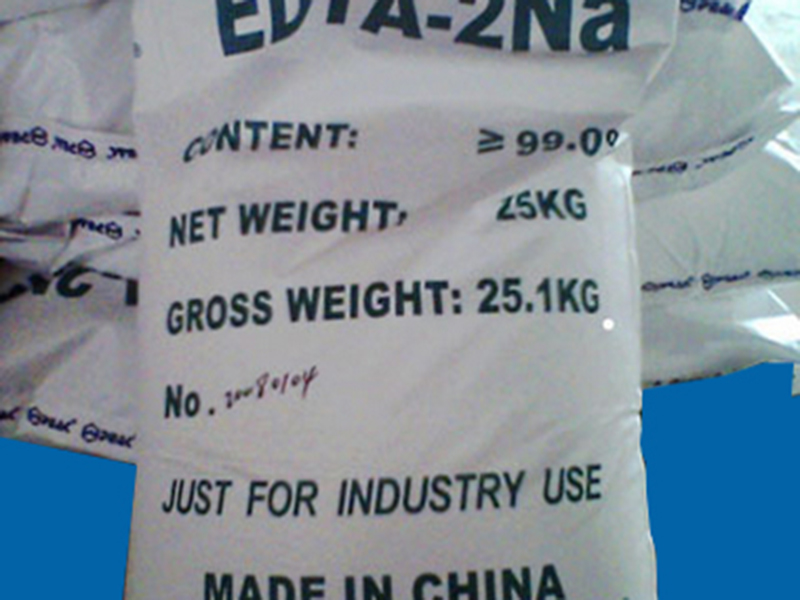 EDTA-2Na
CONTENT: ≥ 99.0%
NET WEIGHT: 25KG
GROSS WEIGHT: 25.1KG
No. 20080104
JUST FOR INDUSTRY USE
MADE IN CHINA